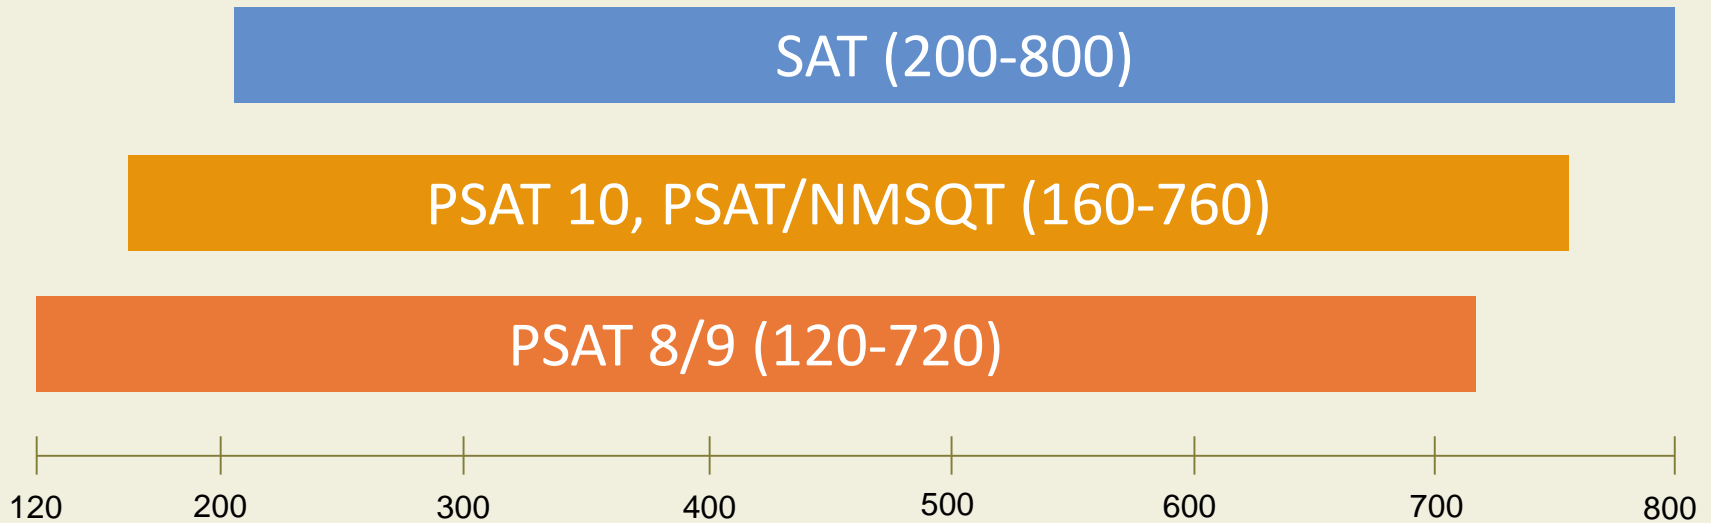 SAT (200-800)
PSAT 10, PSAT/NMSQT (160-760)
PSAT 8/9 (120-720)
120 200 300 400 500 600 700 800